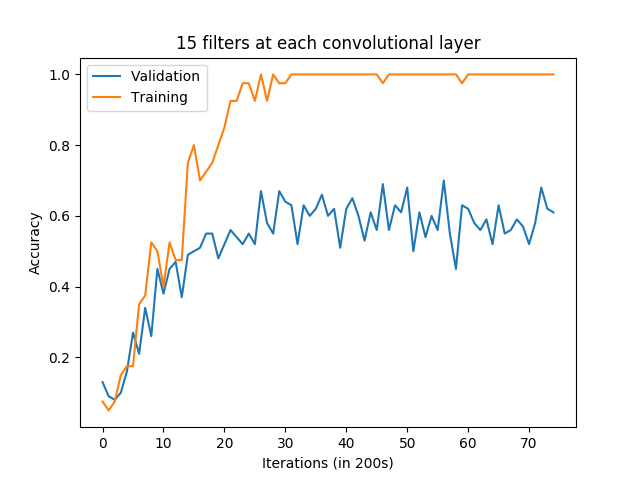 15 filters at each convolutional layer
Validation
Training
1.0
0.8
0.6
0.4
0.2
Accuracy
0 10 20 30 40 50 60 70
Iterations (in 200s)